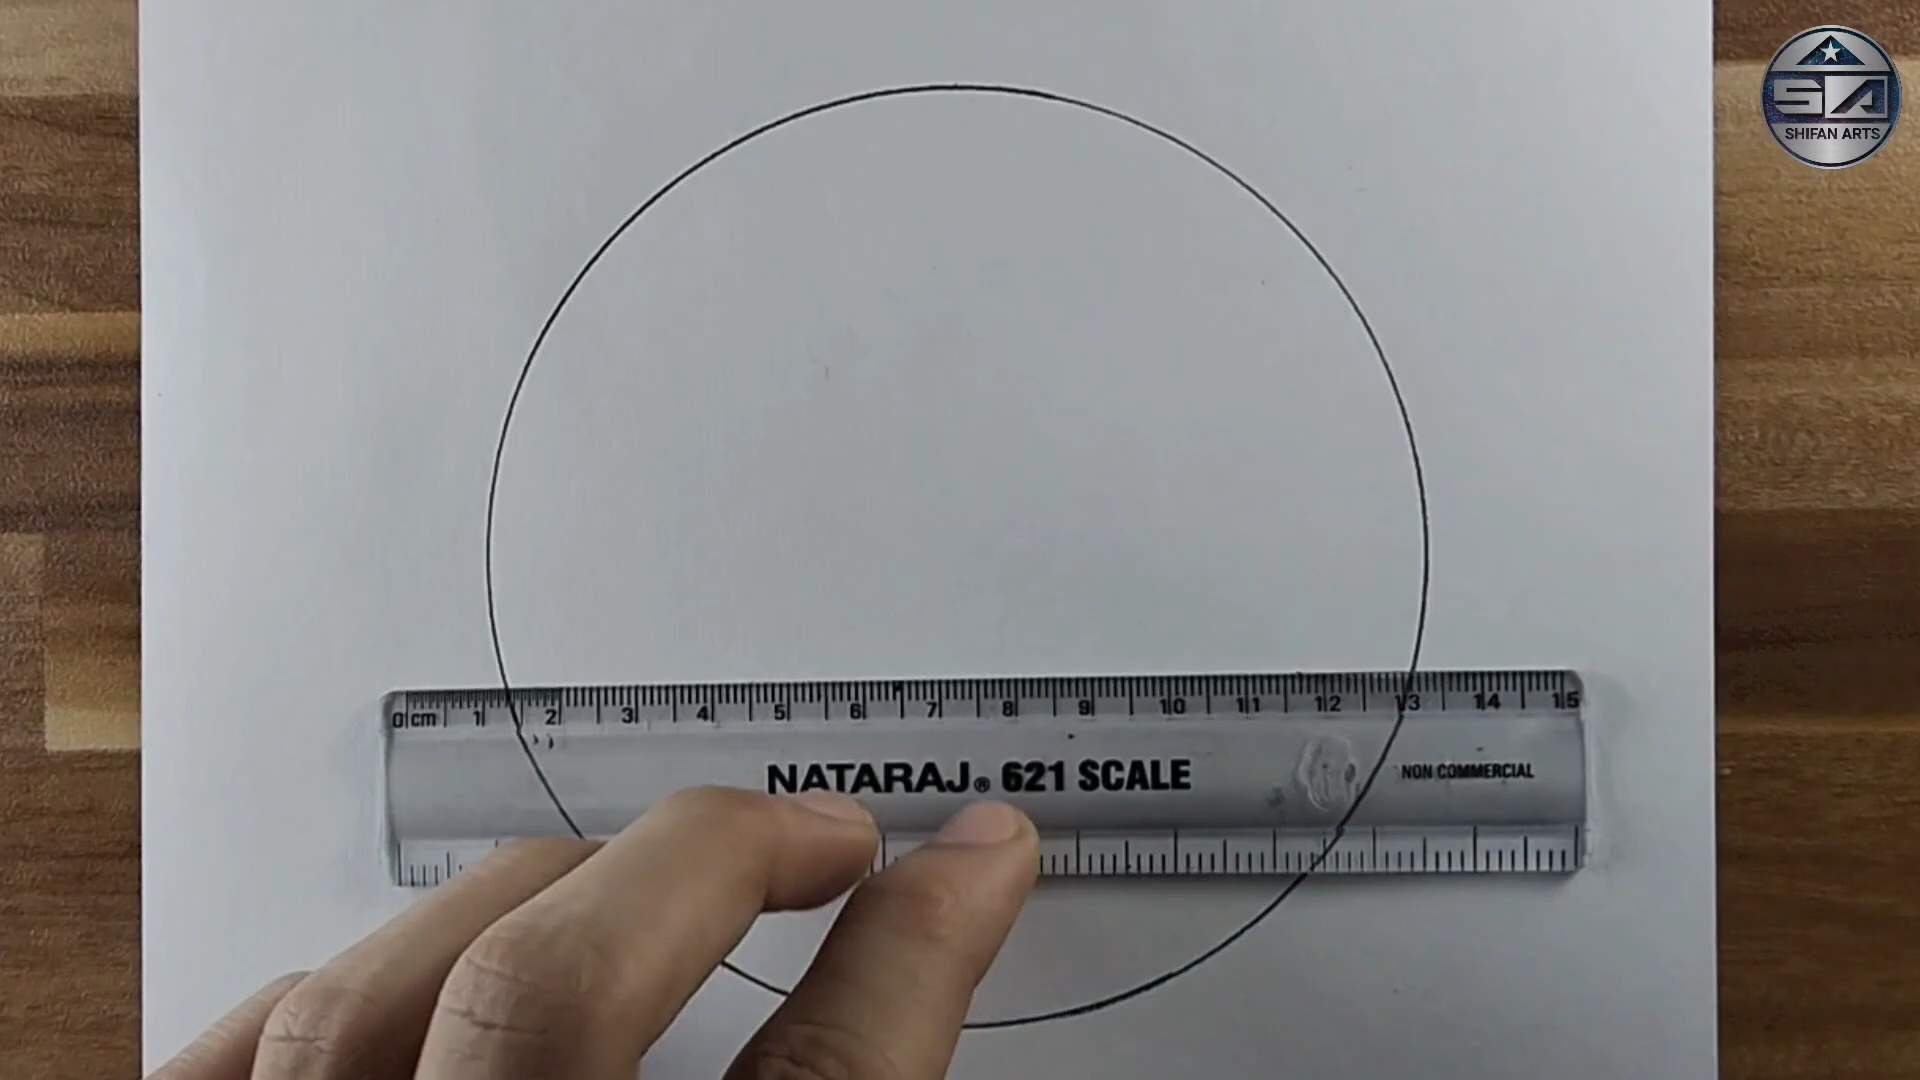 SA
SHIFAN ARTS
0 cm 1 2 3 4 5 6 7 8 9 10 11 12 13 14 15
NATARAJ® 621 SCALE
NON COMMERCIAL